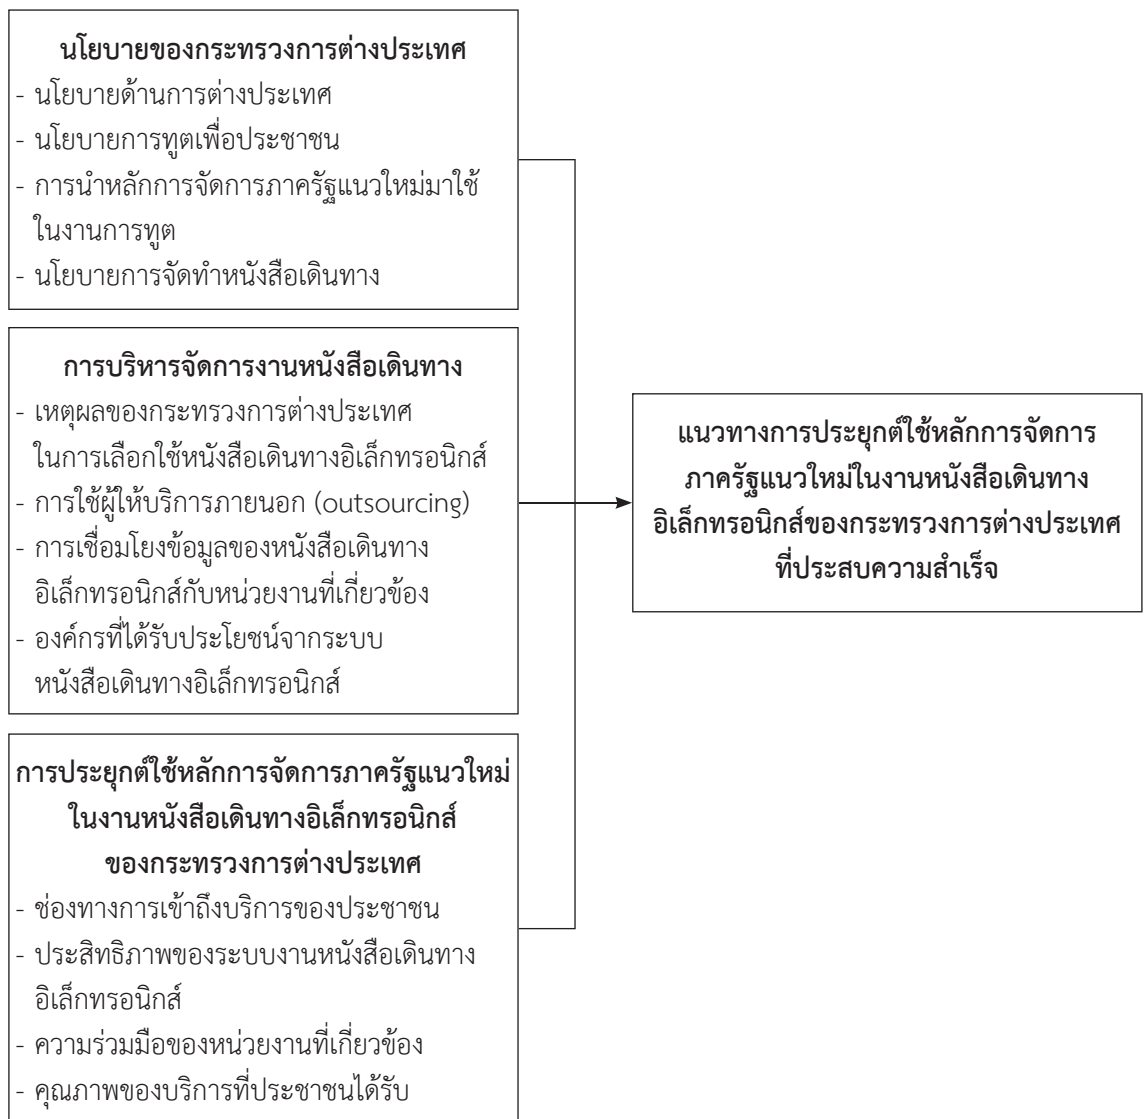 นโยบายของกระทรวงการต่างประเทศ
- นโยบายด้านการต่างประเทศ
- นโยบายการทูตเพื่อประชาชน
- การนำหลักการจัดการภาครัฐแนวใหม่มาใช้
ในงานการทูต
- นโยบายการจัดทำหนังสือเดินทาง
การบริหารจัดการงานหนังสือเดินทาง
- เหตุผลของกระทรวงการต่างประเทศ
ในการเลือกใช้หนังสือเดินทางอิเล็กทรอนิกส์
- การใช้ผู้ให้บริการภายนอก (outsourcing)
- การเชื่อมโยงข้อมูลของหนังสือเดินทาง
อิเล็กทรอนิกส์กับหน่วยงานที่เกี่ยวข้อง
- องค์กรที่ได้รับประโยชน์จากระบบ
หนังสือเดินทางอิเล็กทรอนิกส์
การประยุกต์ใช้หลักการจัดการภาครัฐแนวใหม่
ในงานหนังสือเดินทางอิเล็กทรอนิกส์
ของกระทรวงการต่างประเทศ
- ช่องทางการเข้าถึงบริการของประชาชน
- ประสิทธิภาพของระบบงานหนังสือเดินทาง
อิเล็กทรอนิกส์
- ความร่วมมือของหน่วยงานที่เกี่ยวข้อง
- คุณภาพของบริการที่ประชาชนได้รับ
แนวทางการประยุกต์ใช้หลักการจัดการ
ภาครัฐแนวใหม่ในงานหนังสือเดินทาง
อิเล็กทรอนิกส์ของกระทรวงการต่างประเทศ
ที่ประสบความสำเร็จ